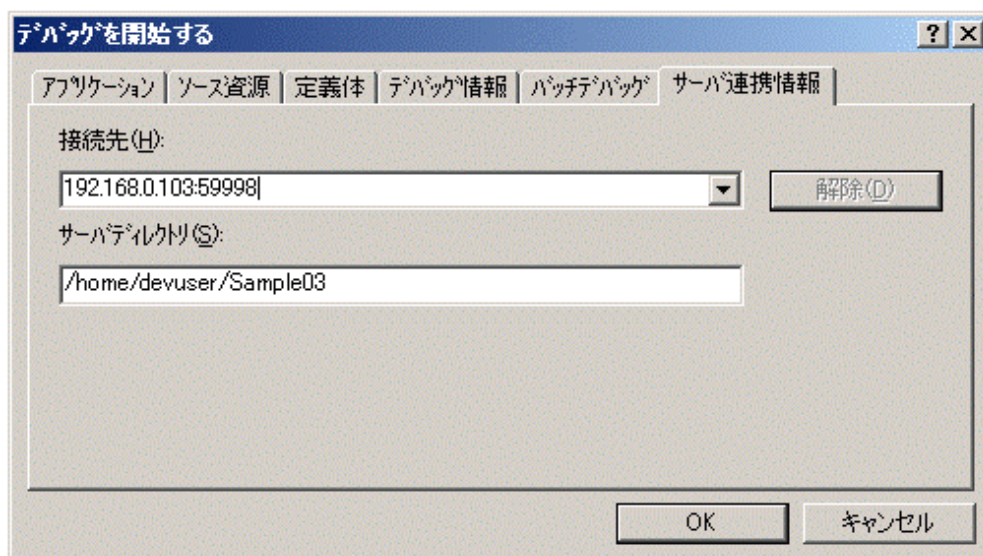 ﾃﾞﾊﾞｯｸﾞを開始する
ｱﾌﾟﾘｹｰｼｮﾝ ｿｰｽ資源 定義体 ﾃﾞﾊﾞｯｸﾞ情報 ﾊﾞｯﾁﾃﾞﾊﾞｯｸﾞ サーバ連携情報
接続先(H):
192.168.0.103:59998 解除(D)
ｻｰﾊﾞﾃﾞｨﾚｸﾄﾘ(S):
/home/devuser/Sample03
OK キャンセル